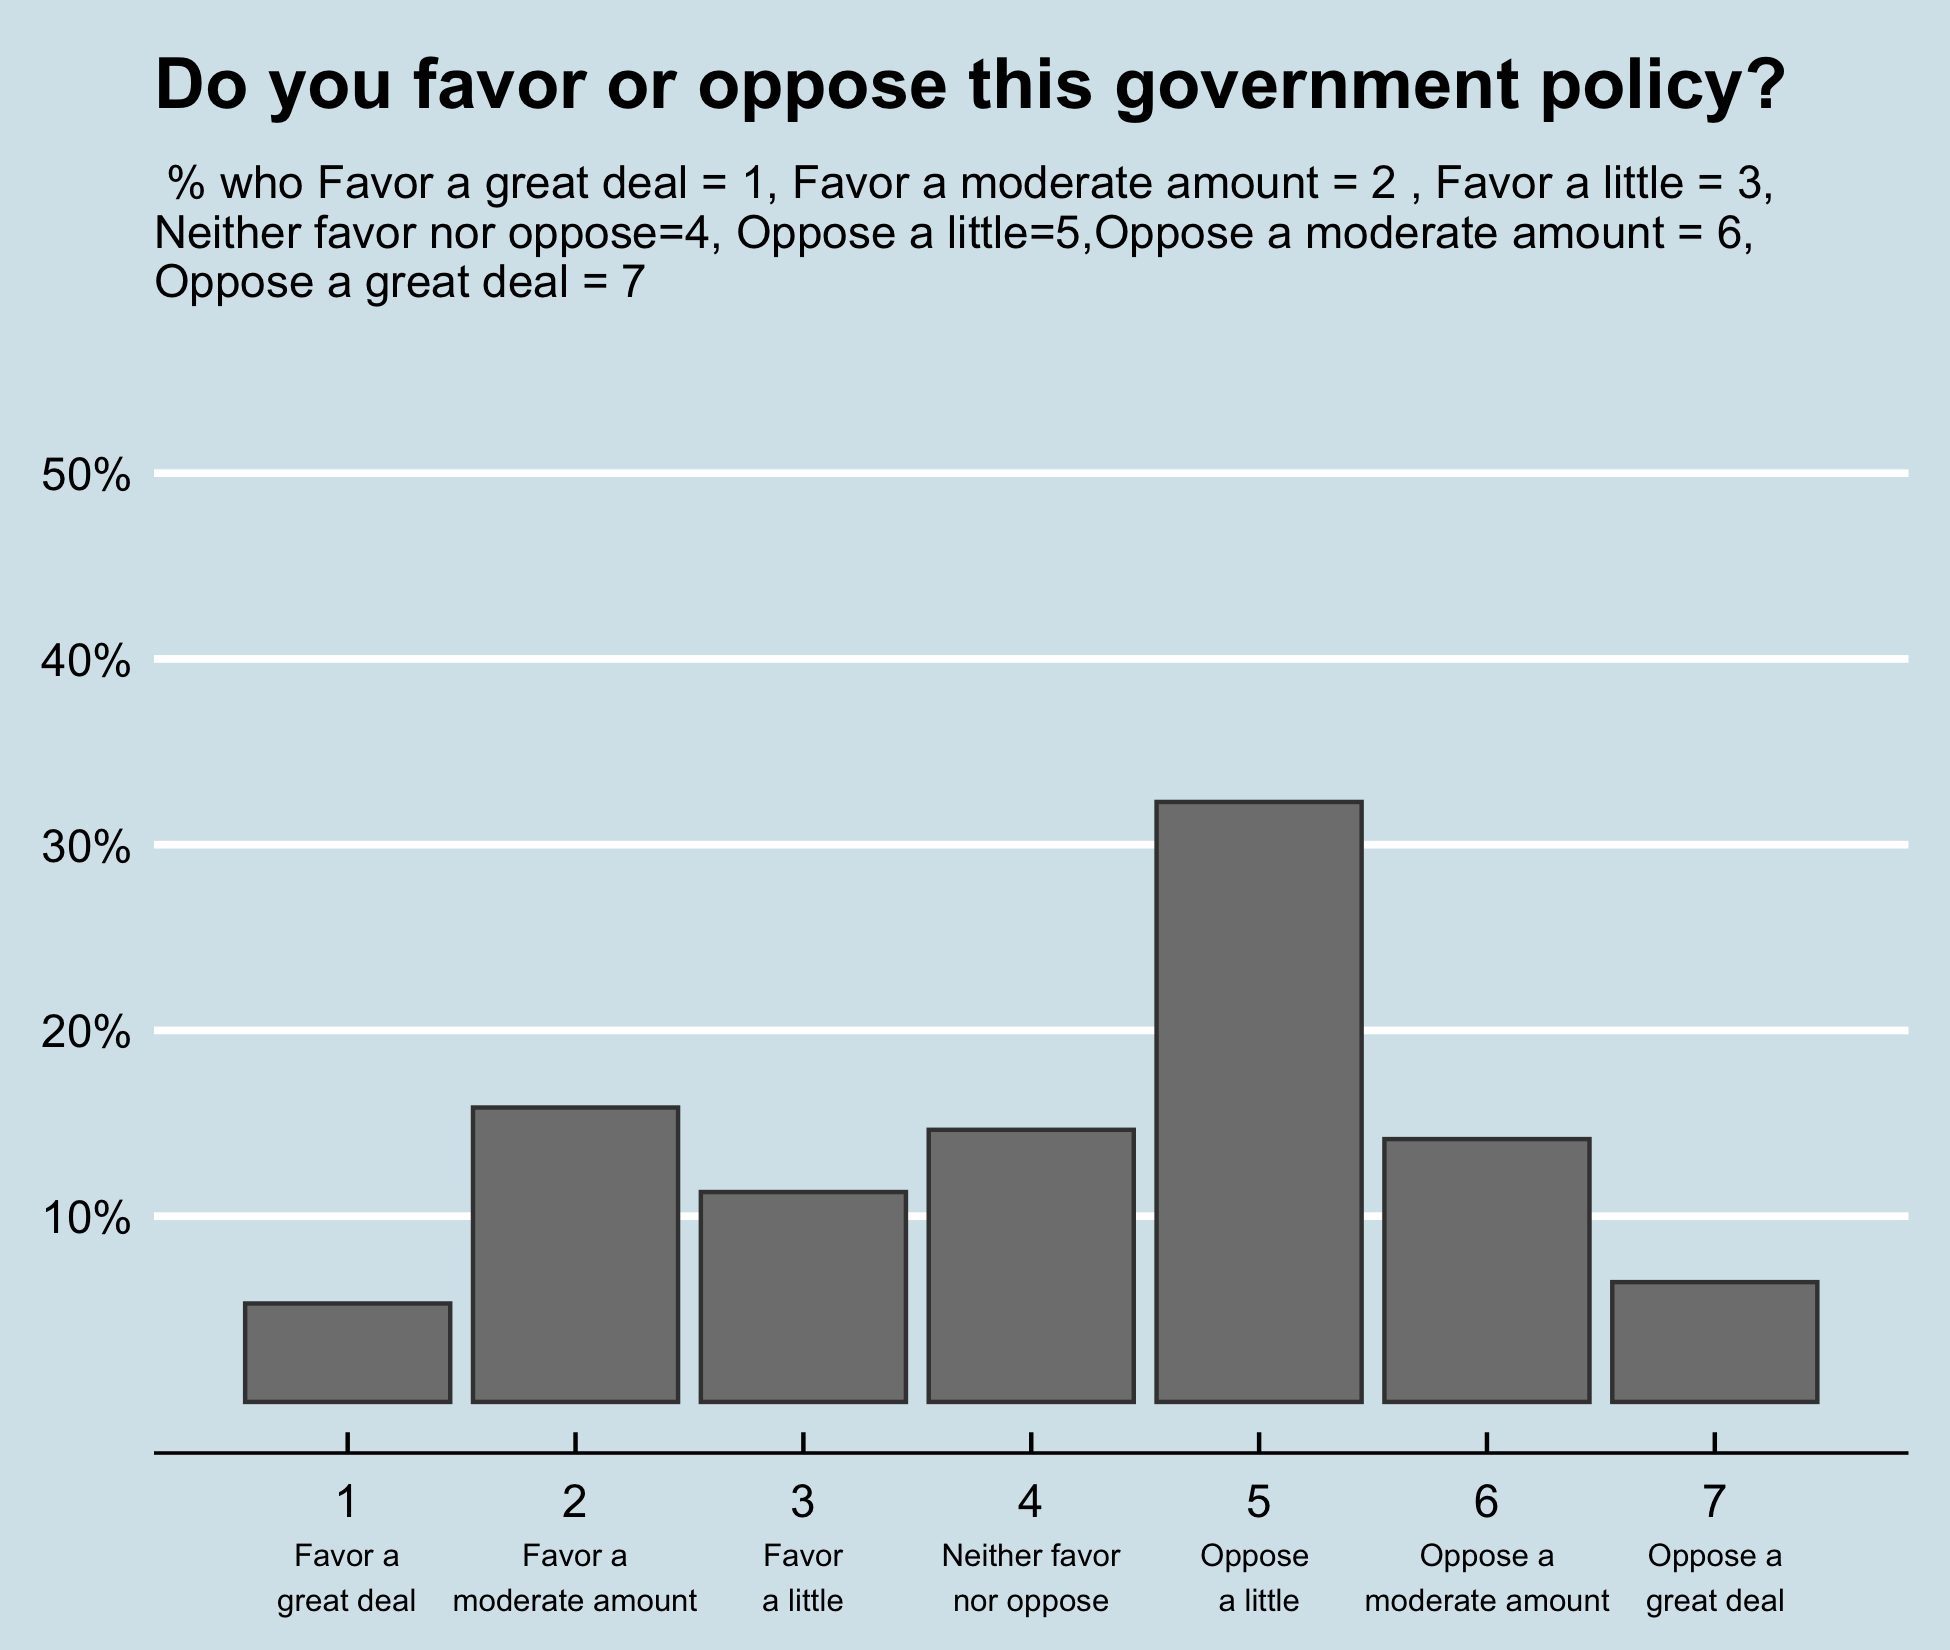 Do you favor or oppose this government policy?
% who Favor a great deal = 1, Favor a moderate amount = 2 , Favor a little = 3,
Neither favor nor oppose=4, Oppose a little=5,Oppose a moderate amount = 6,
Oppose a great deal = 7
50%
40%
30%
20%
10%
1 2 3 4 5 6 7
Favor a Favor a Favor Neither favor Oppose Oppose a Oppose a
great deal moderate amount a little nor oppose a little moderate amount great deal